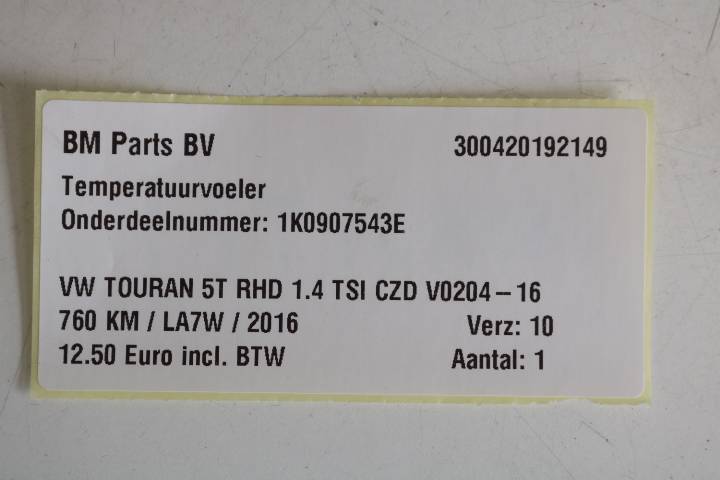 BM Parts BV 300420192149
Temperatuurvoeler
Onderdeelnummer: 1K0907543E
VW TOURAN 5T RHD 1.4 TSI CZD V0204-16
760 KM / LA7W / 2016 Verz: 10
12.50 Euro incl. BTW Aantal: 1